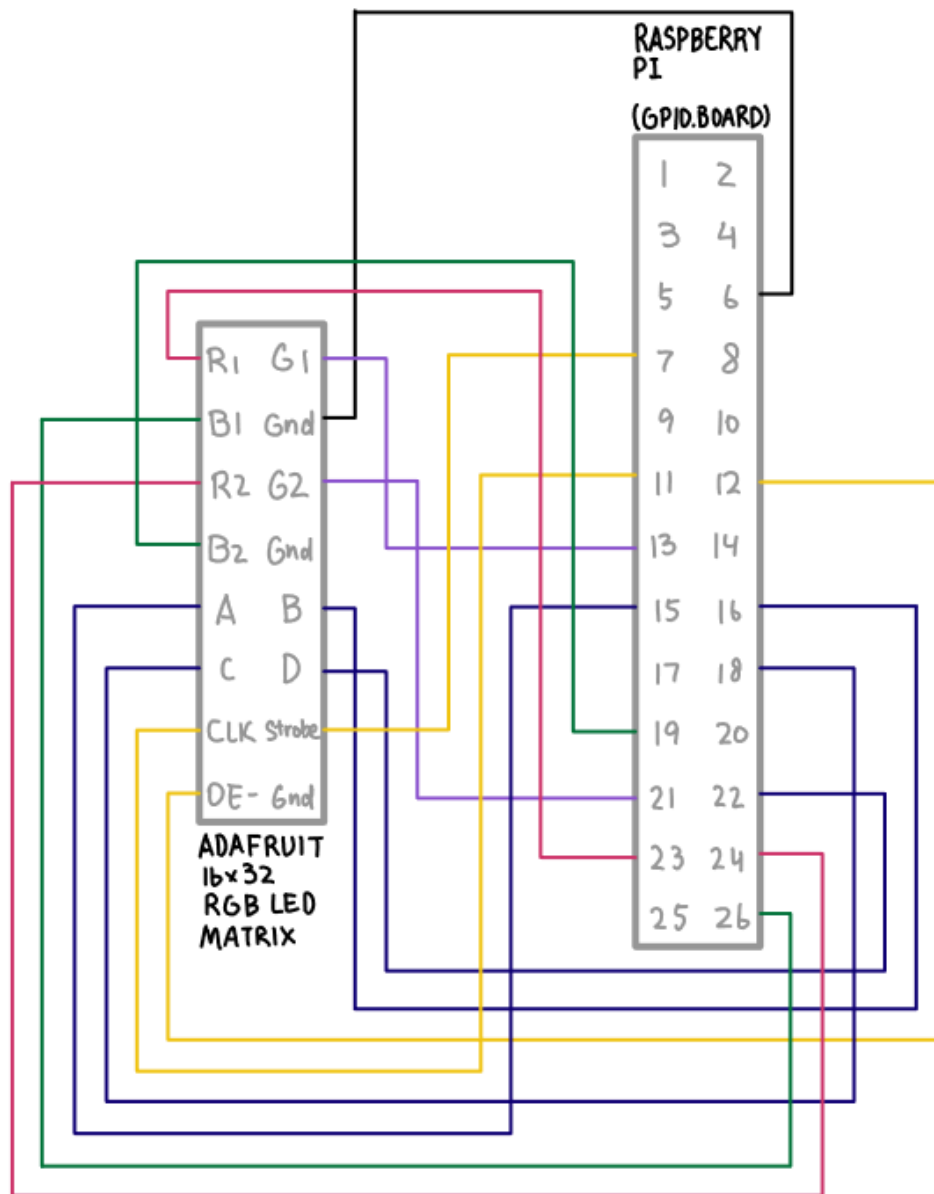 RASPBERRY
PI
(GPIO.BOARD)
1 2
3 4
5 6
7 8
9 10
11 12
13 14
15 16
17 18
19 20
21 22
23 24
25 26
R1 G1
B1 Gnd
R2 G2
B2 Gnd
A B
C D
CLK Strobe
OE- Gnd
ADAFRUIT
16x32
RGB LED
MATRIX